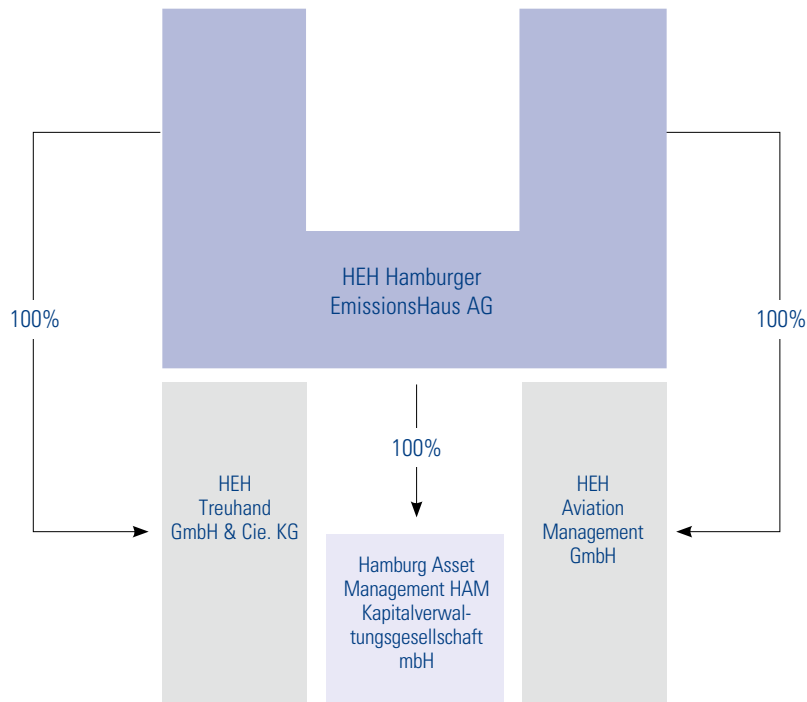 HEH Hamburger
EmissionsHaus AG
100%
100%
100%
HEH
Treuhand
GmbH & Cie. KG
Hamburg Asset
Management HAM
Kapitalverwal-
tungsgesellschaft
mbH
HEH
Aviation
Management
GmbH